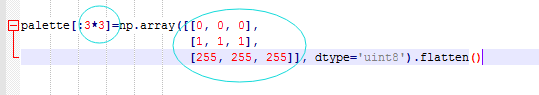 palette[:3*3]=np.array([[0, 0, 0],
[1, 1, 1],
[255, 255, 255]], dtype='uint8').flatten()